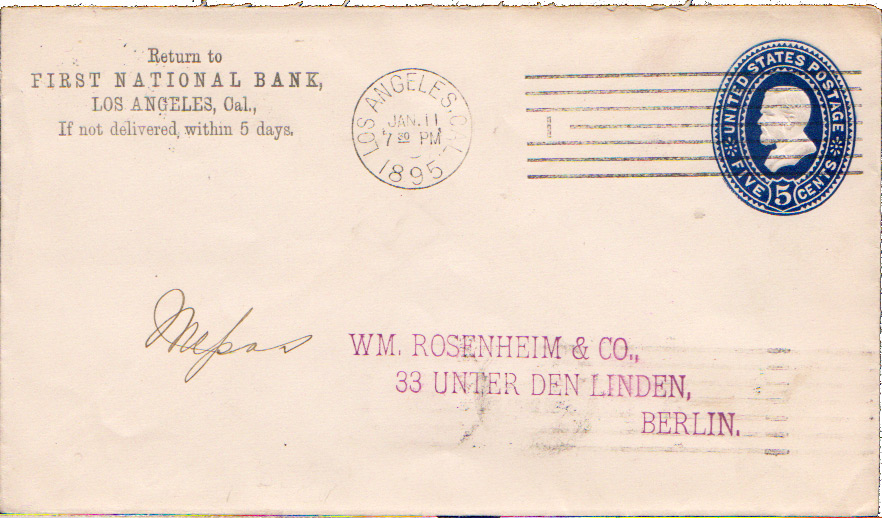 Return to
FIRST NATIONAL BANK,
LOS ANGELES, Cal.,
If not delivered within 5 days.
LOS ANGELES, CAL.
JAN. 11
7 30 PM
1895
1
UNITED STATES POSTAGE
FIVE 5 CENTS
WM. ROSENHEIM & CO.,
33 UNTER DEN LINDEN,
BERLIN.